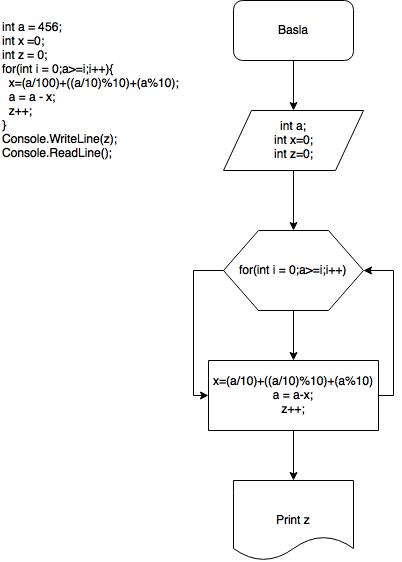 int a = 456;
int x =0;
int z = 0;
for(int i = 0;a>=i;i++){
x=(a/100)+((a/10)%10)+(a%10);
a = a - x;
z++;
}
Console.WriteLine(z);
Console.ReadLine();
Basla
int a;
int x=0;
int z=0;
for(int i = 0;a>=i;i++)
x=(a/10)+((a/10)%10)+(a%10)
a = a-x;
z++;
Print z